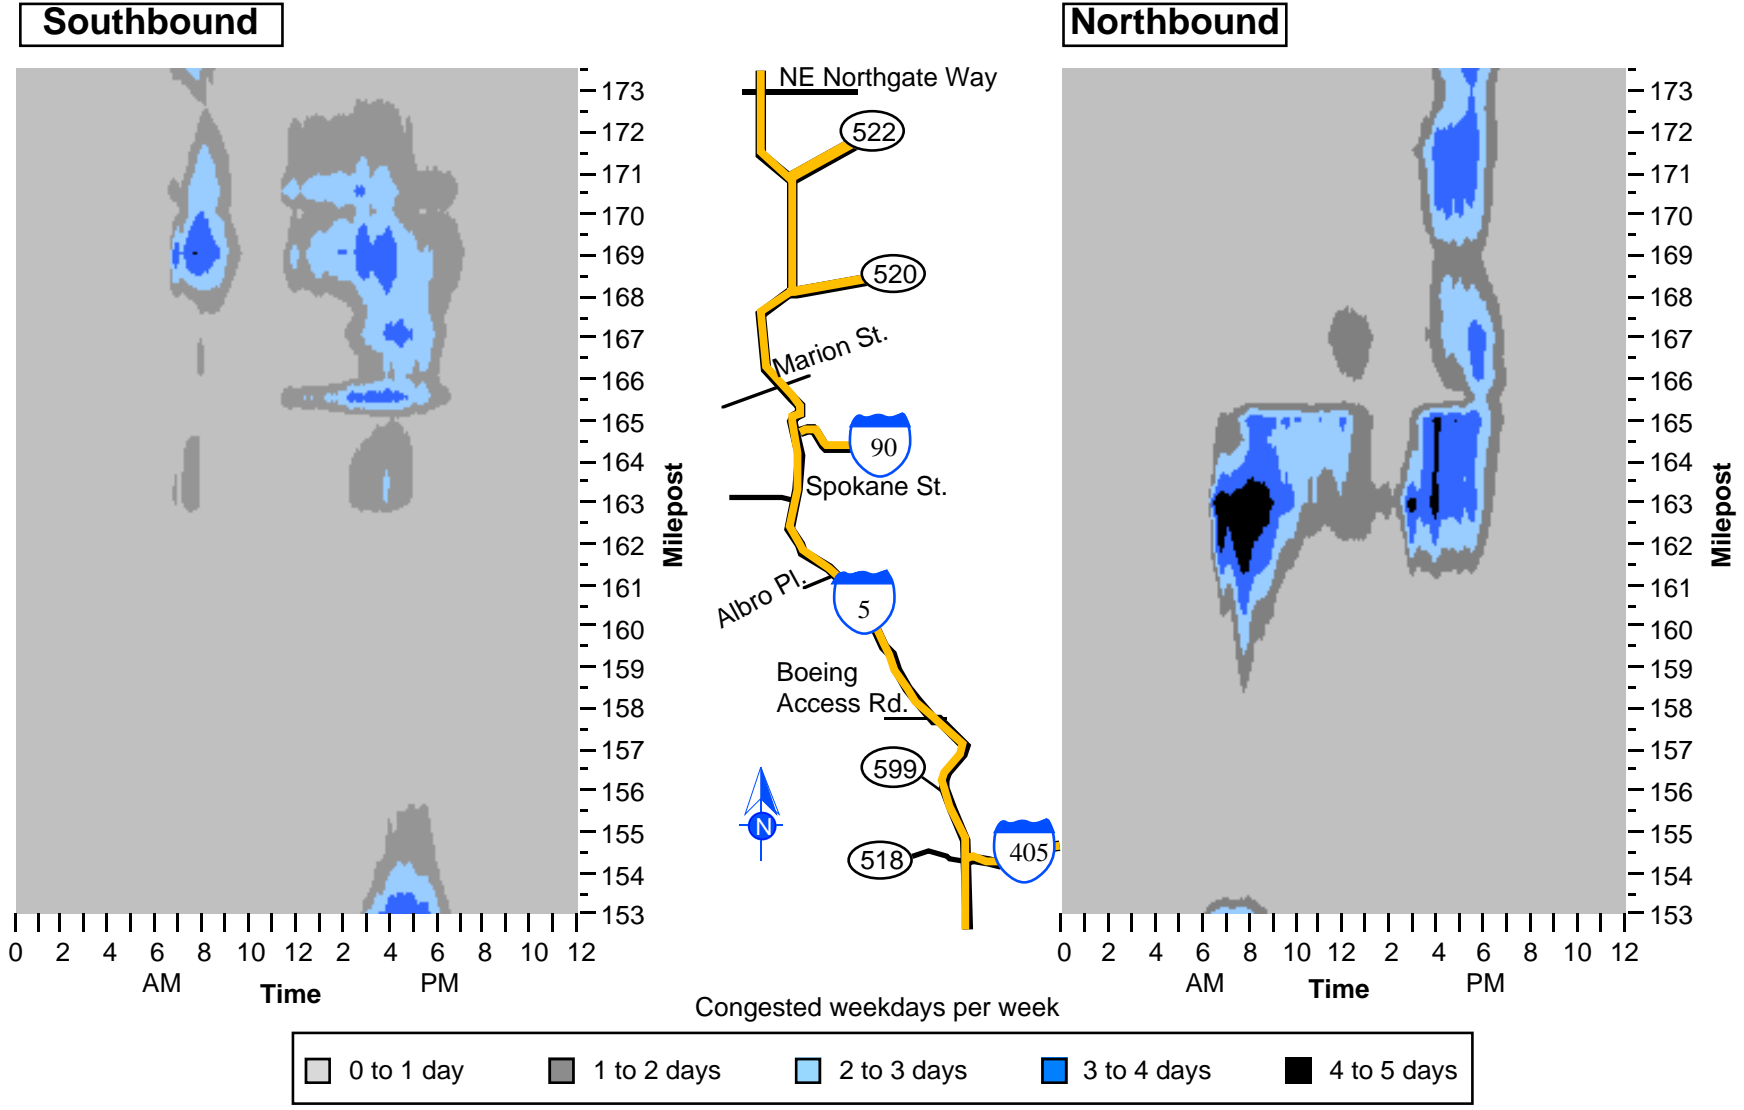 Southbound
Northbound
173
172
171
170
169
168
167
166
165
164
163
162
161
160
159
158
157
156
155
154
153
Milepost
0 2 4 6 8 10 12 2 4 6 8 10 12
AM
PM
Time
NE Northgate Way
522
520
Marion St.
90
Spokane St.
Albro Pl.
5
Boeing
Access Rd.
599
N
518
405
173
172
171
170
169
168
167
166
165
164
163
162
161
160
159
158
157
156
155
154
153
Milepost
0 2 4 6 8 10 12 2 4 6 8 10 12
AM
PM
Time
Congested weekdays per week
0 to 1 day 1 to 2 days 2 to 3 days 3 to 4 days 4 to 5 days